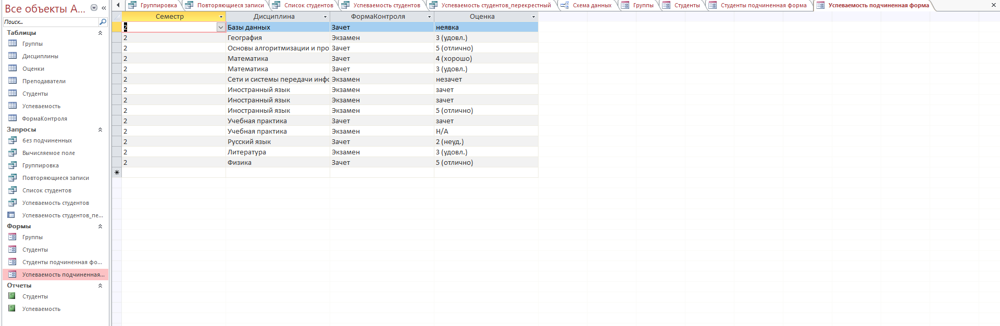 Все объекты A...
Поиск...
Таблицы
Группы
Дисциплины
Оценки
Преподаватели
Студенты
Успеваемость
ФормаКонтроля
Запросы
без подчиненных
Вычисляемое поле
Группировка
Повторяющиеся записи
Список студентов
Успеваемость студентов
Успеваемость студентов_пе...
Формы
Группы
Студенты
Студенты подчиненная фо...
Успеваемость подчиненная...
Отчеты
Студенты
Успеваемость
Группировка Повторяющиеся записи Список студентов Успеваемость студентов Успеваемость студентов_перекрестный Схема данных Группы Студенты Студенты подчиненная форма Успеваемость подчиненная форма
Семестр Дисциплина ФормаКонтроля Оценка
2 Базы данных Зачет неявка
2 География Экзамен 3 (удовл.)
2 Основы алгоритмизации и про Зачет 5 (отлично)
2 Математика Зачет 4 (хорошо)
2 Математика Зачет 3 (удовл.)
2 Сети и системы передачи инфо Экзамен незачет
2 Иностранный язык Экзамен зачет
2 Иностранный язык Экзамен зачет
2 Иностранный язык Экзамен 5 (отлично)
2 Учебная практика Зачет зачет
2 Учебная практика Экзамен Н/А
2 Русский язык Зачет 2 (неуд.)
2 Литература Экзамен 3 (удовл.)
2 Физика Зачет 5 (отлично)